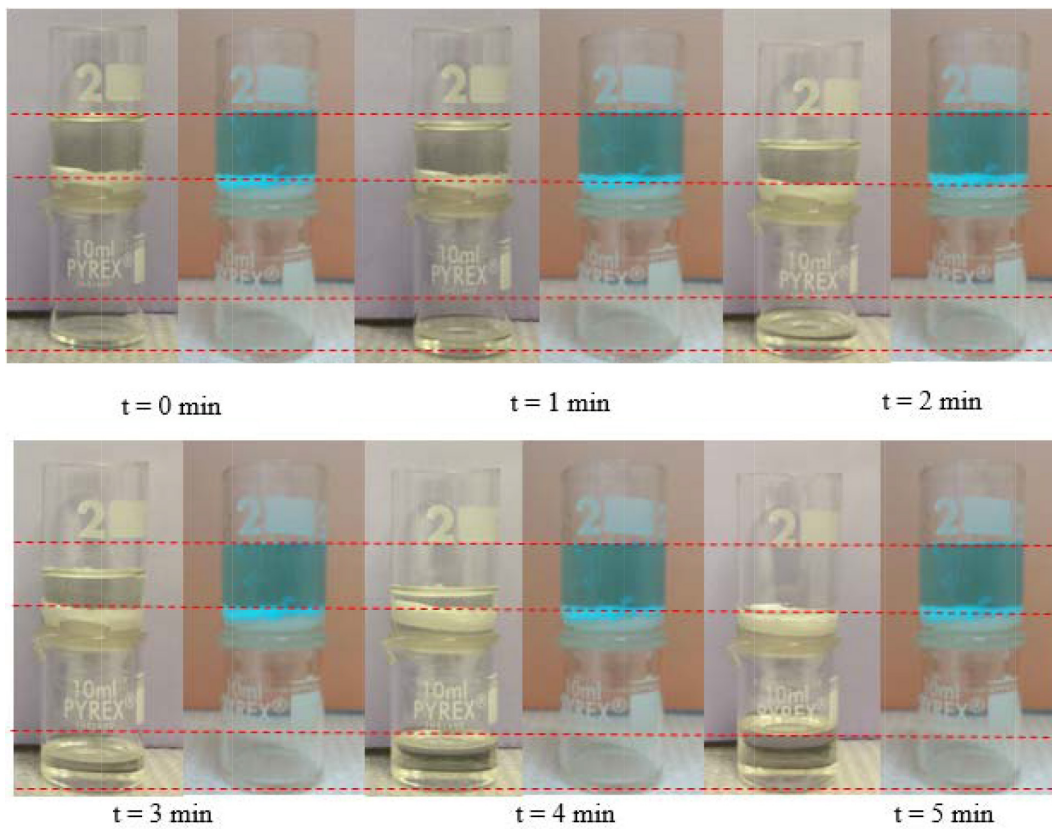 2 2 2 2 2 2
10ml 10ml 10ml 10ml 10ml 10ml
PYREX® PYREX PYREX® PYREX PYREX® PYREX
t = 0 min
t = 1 min
t = 2 min
2 2 2 2 2 2
10ml 10ml 10ml 10ml 10ml 10ml
PYREX® PYREX PYREX® PYREX PYREX® PYREX
t = 3 min
t = 4 min
t = 5 min